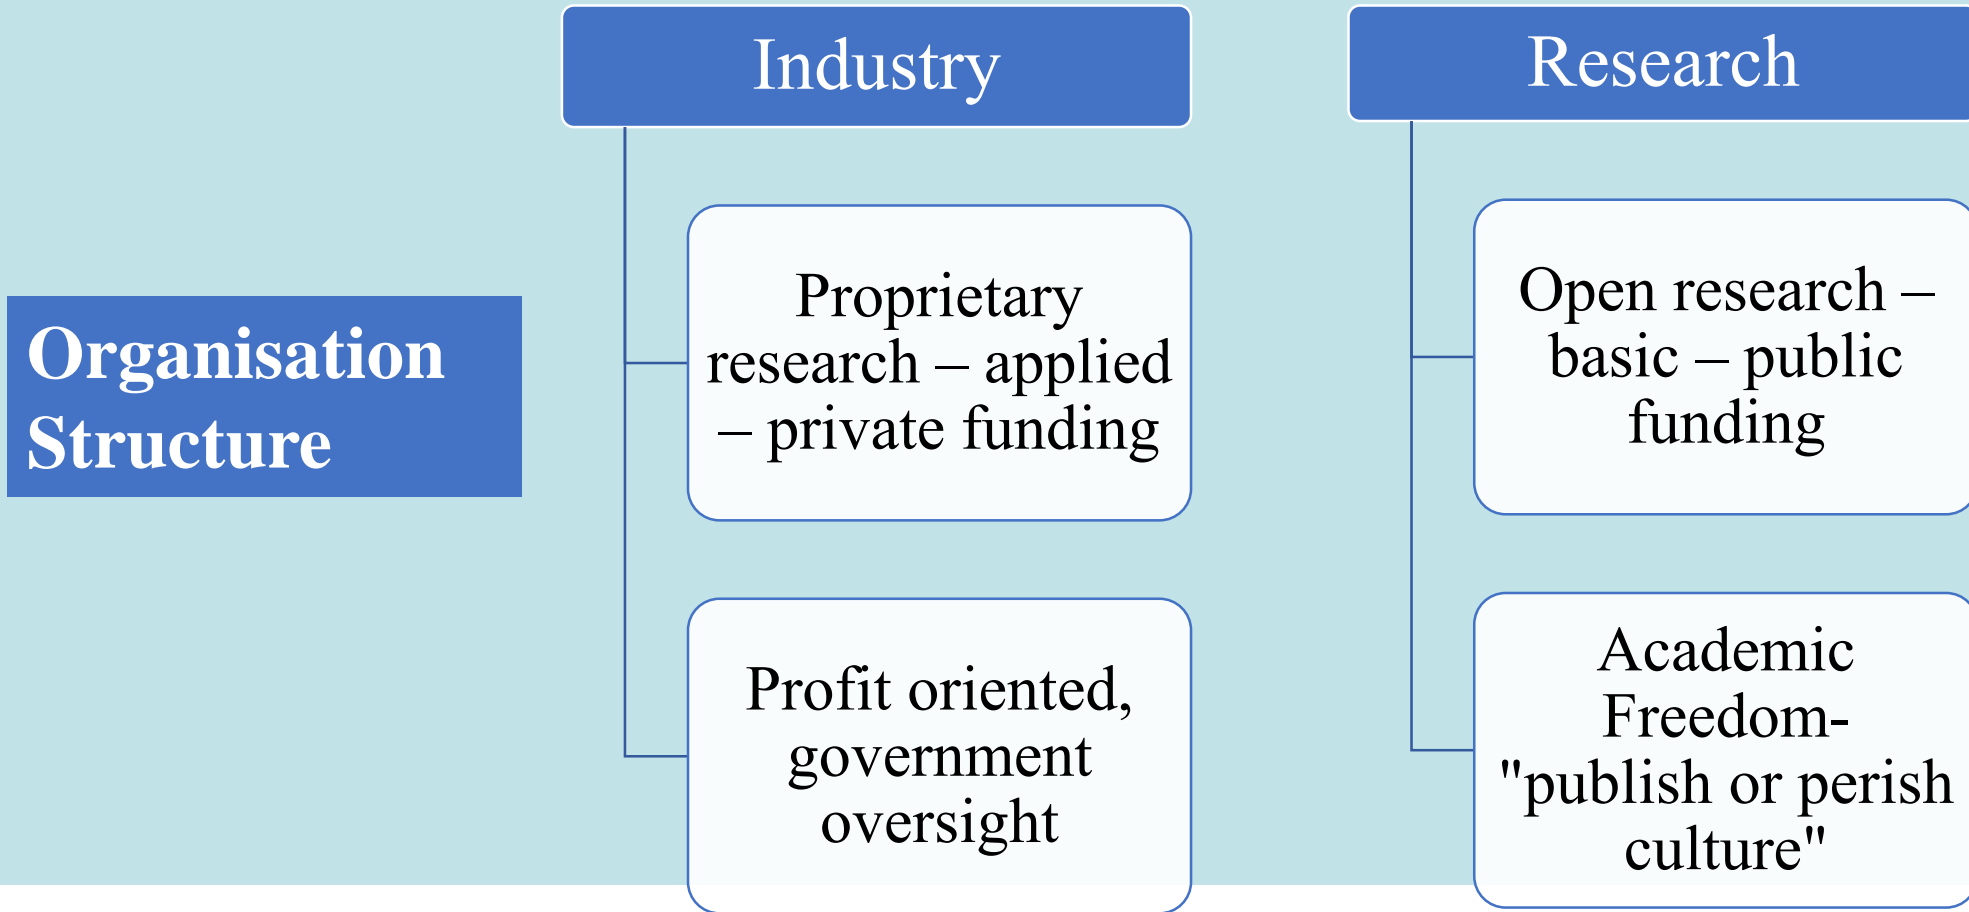 Organisation
Structure
Industry
Proprietary
research – applied
– private funding
Profit oriented,
government
oversight
Research
Open research –
basic – public
funding
Academic
Freedom-
"publish or perish
culture"